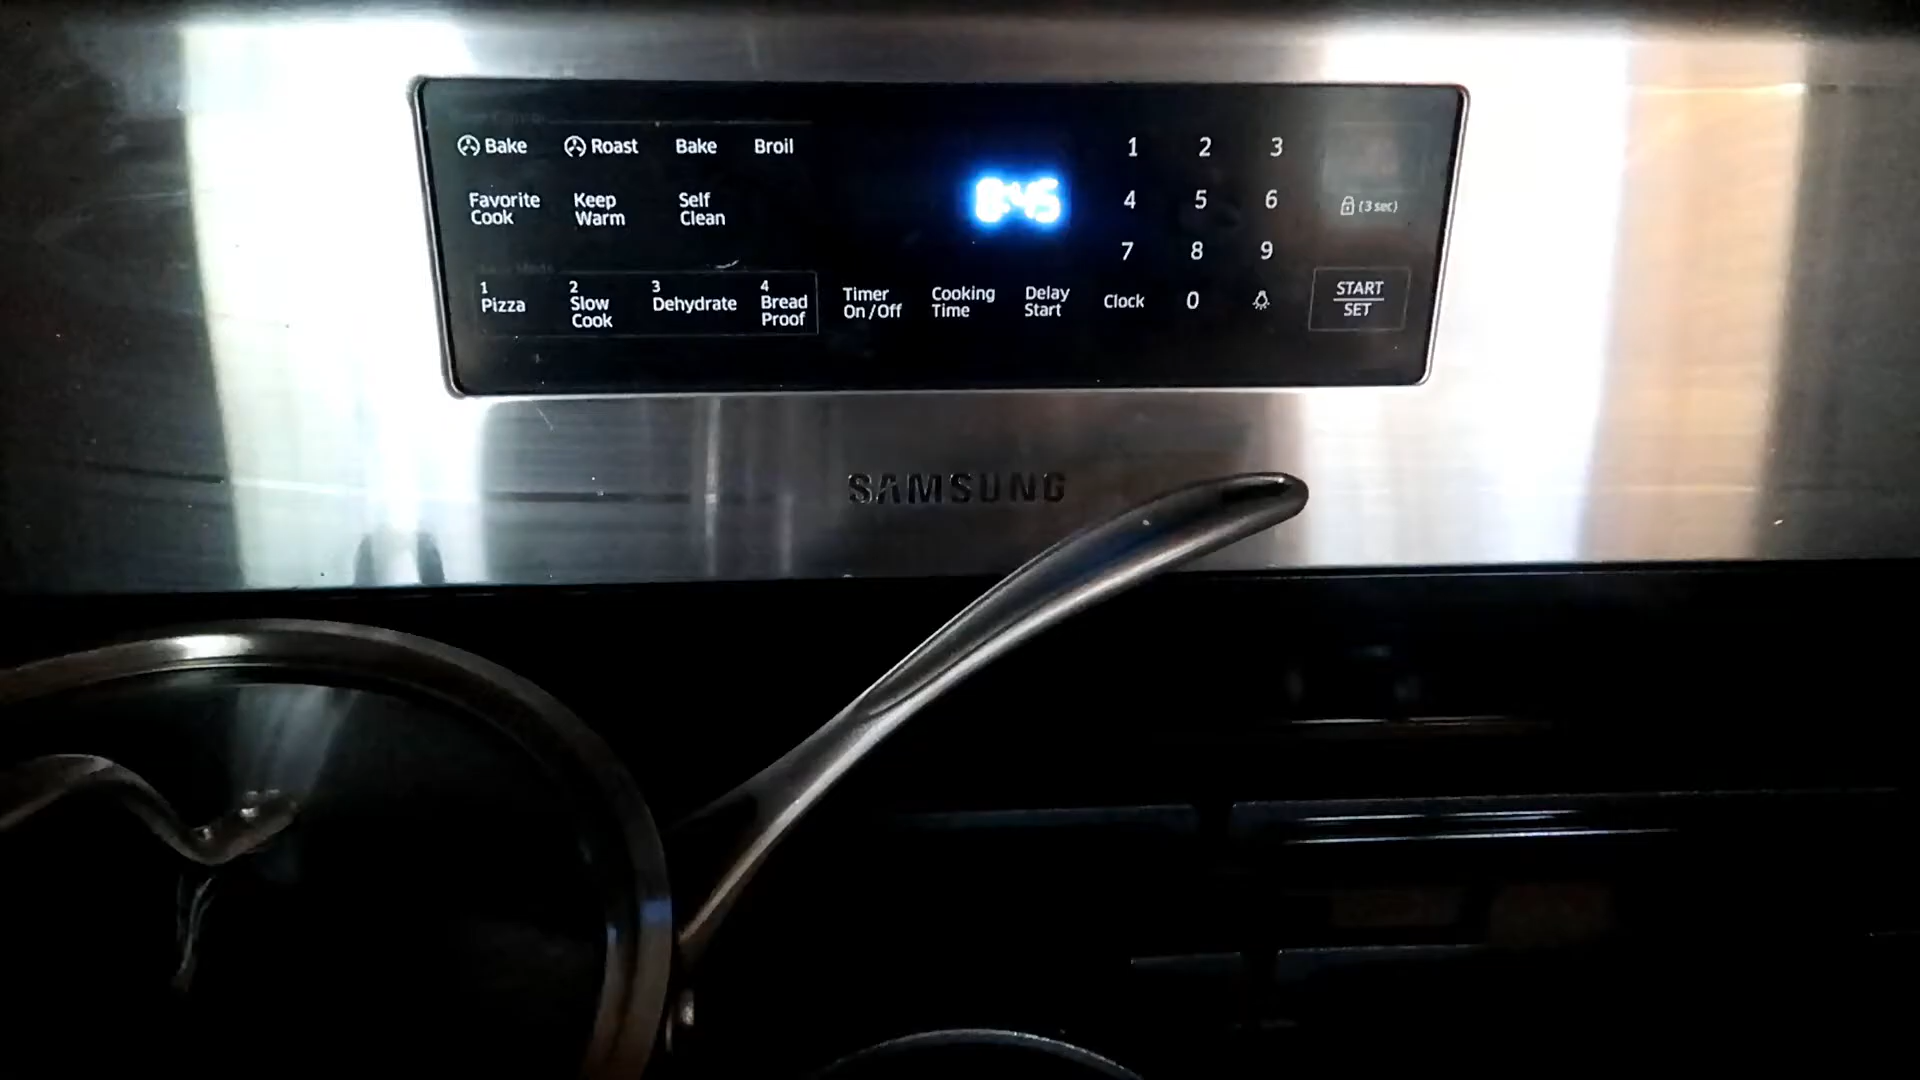 Bake Roast Bake Broil
Favorite Cook Keep Warm Self Clean
1 Pizza 2 Slow Cook 3 Dehydrate 4 Bread Proof
Timer On/Off Cooking Time Delay Start
8:45
1 2 3
4 5 6
7 8 9
Clock 0
(3 sec)
START
SET
SAMSUNG